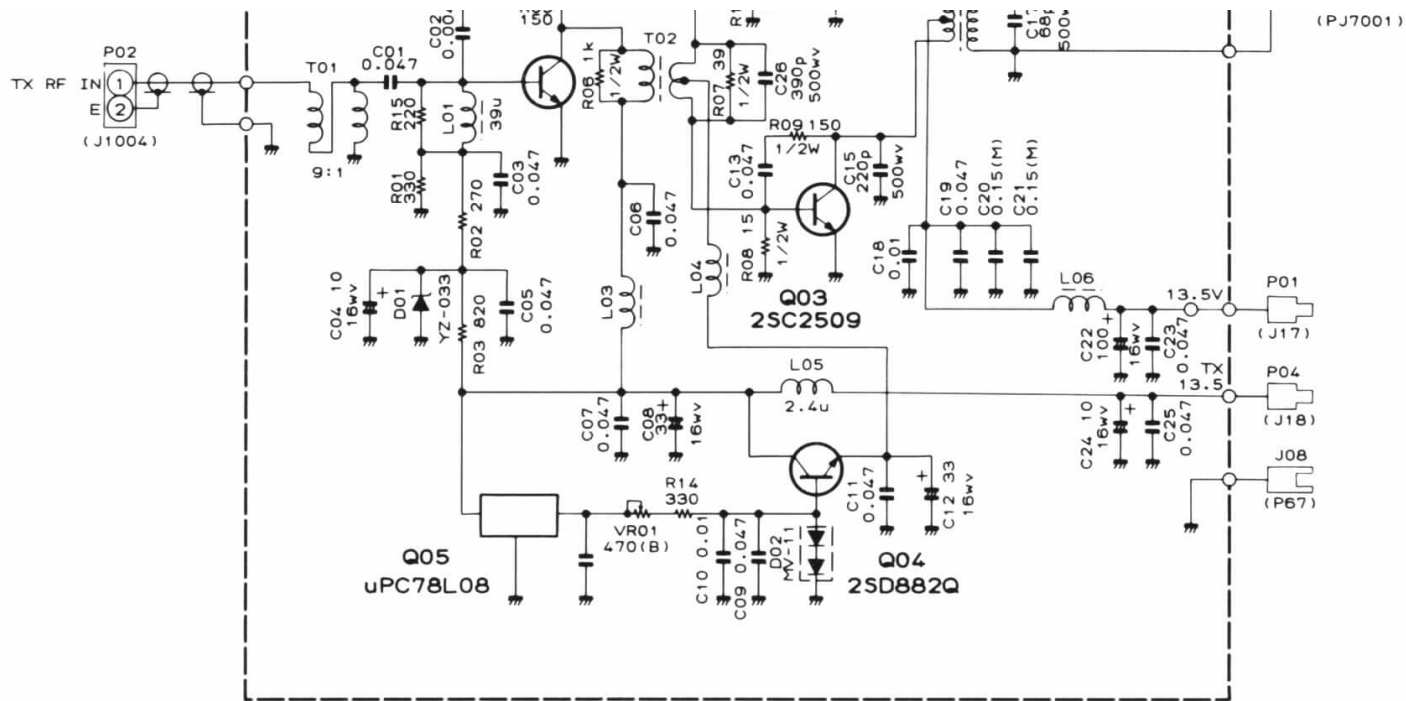 150
(PJ7001)
68p
500wv
P02
TX RF IN
1
E
2
(J1004)
T01
9:1
C01
0.047
C02
R15
220
L01
39u
R01
330
C03
0.047
R02 270
C04 10
16wv
+
D01
YZ-033
R03 820
C05
0.047
R06 1k
1/2W
T02
R07 39
1/2W
C26
390p
500wv
R09 150
1/2W
C13
0.047
C15
220p
500wv
R08 15
1/2W
C06
0.047
L03
L04
Q03
2SC2509
C18
0.01
C19
0.047
C20
0.15(M)
C21
0.15(M)
L06
13.5V
P01
(J17)
C22
100
+
16wv
C23
0.047
TX
13.5
P04
(J18)
C24 10
16wv
+
C25
0.047
J08
(P67)
L05
2.4u
C07
0.047
C08
33
+
16wv
Q05
uPC78L08
VR01
470(B)
R14
330
C10 0.01
C09 0.047
D02
MV-11
C11
0.047
+
C12 33
16wv
Q04
2SD882Q